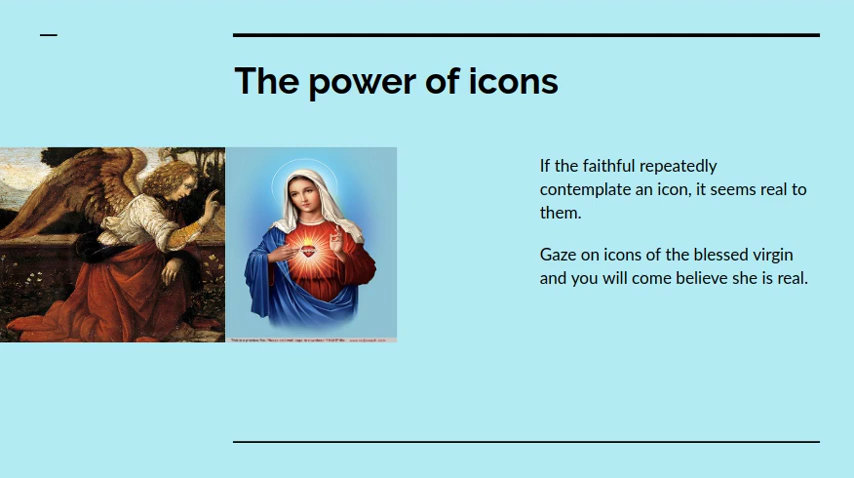 The power of icons
If the faithful repeatedly
contemplate an icon, it seems real to
them.
Gaze on icons of the blessed virgin
and you will come believe she is real.